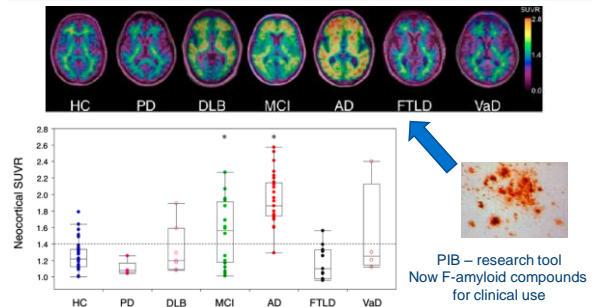 SUVR
2.8
1.4
0.0
HC PD DLB MCI AD FTLD VaD
Neocortical SUVR
2.8
2.6
2.4
2.2
2.0
1.8
1.6
1.4
1.2
1.0
* *
HC PD DLB MCI AD FTLD VaD
PIB – research tool
Now F-amyloid compounds
for clinical use